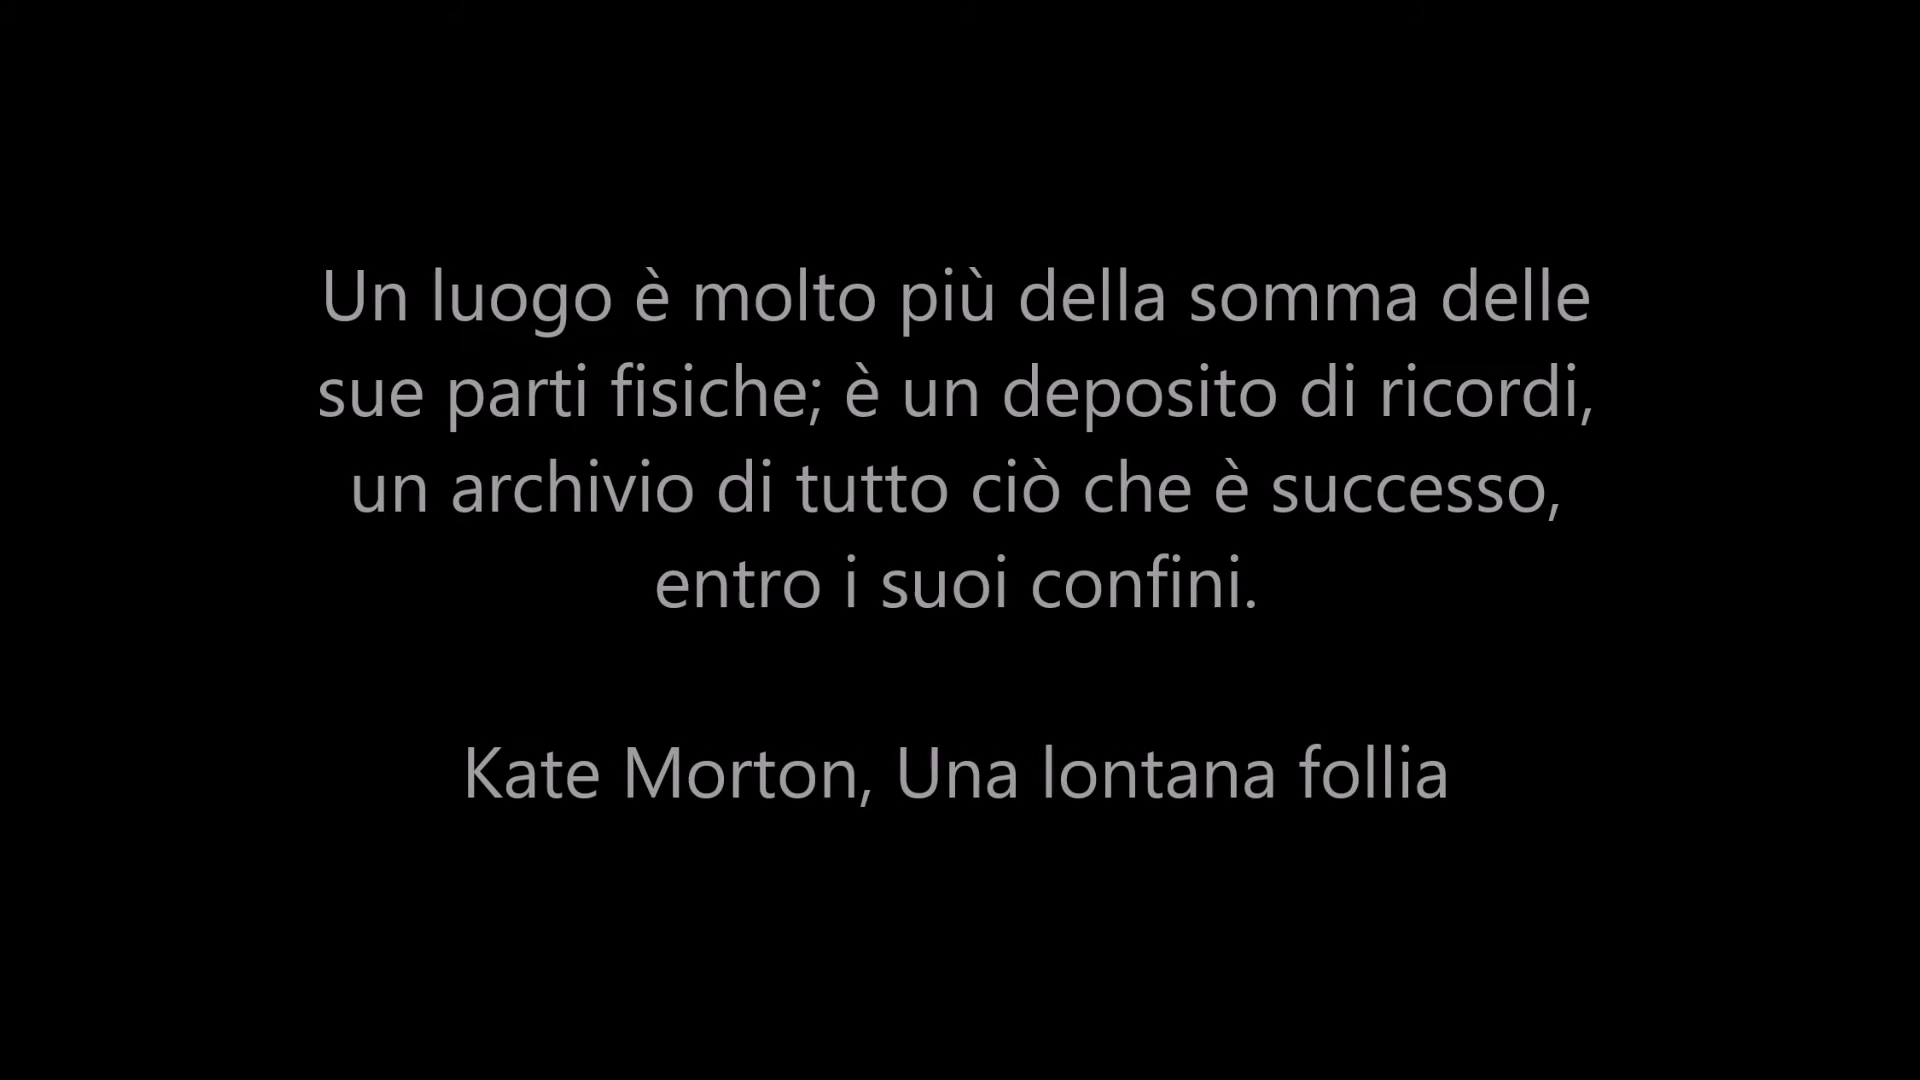 Un luogo è molto più della somma delle
sue parti fisiche; è un deposito di ricordi,
un archivio di tutto ciò che è successo,
entro i suoi confini.
Kate Morton, Una lontana follia